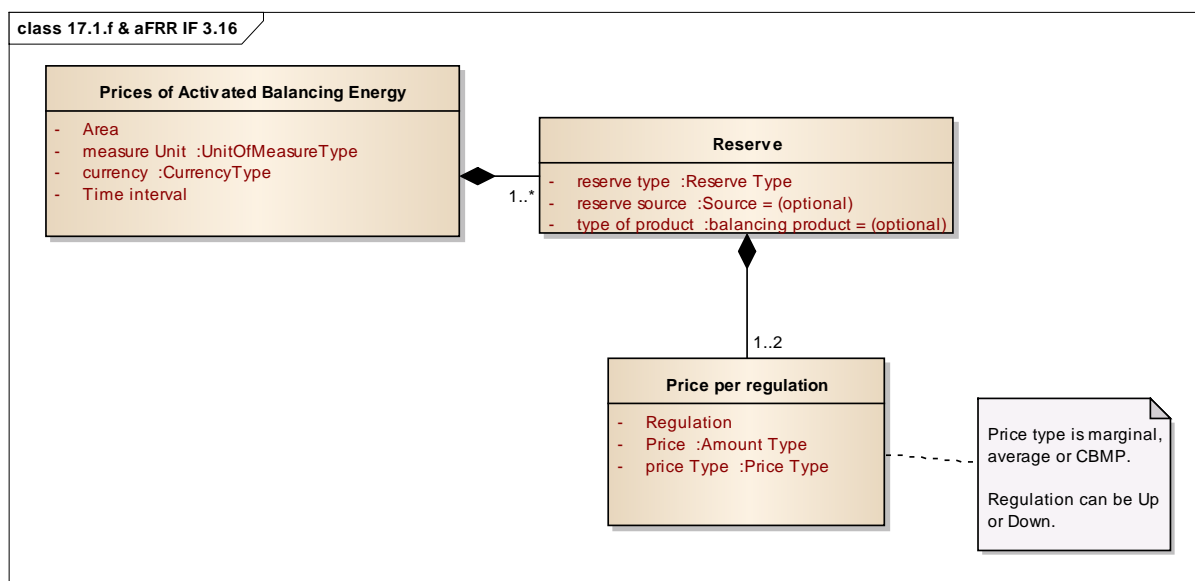 class 17.1.f & aFRR IF 3.16
Prices of Activated Balancing Energy
- Area
- measure Unit :UnitOfMeasureType
- currency :CurrencyType
- Time interval
1..*
Reserve
- reserve type :Reserve Type
- reserve source :Source = (optional)
- type of product :balancing product = (optional)
1..2
Price per regulation
- Regulation
- Price :Amount Type
- price Type :Price Type
Price type is marginal,
average or CBMP.
Regulation can be Up
or Down.